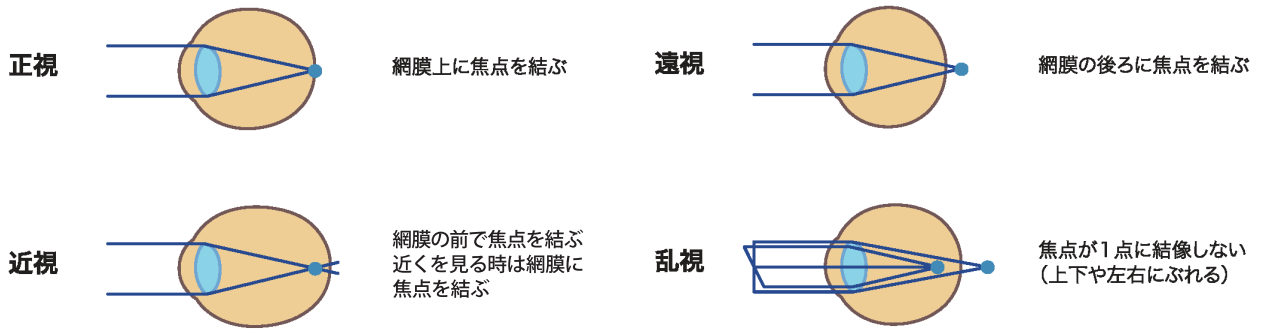 正視
網膜上に焦点を結ぶ
遠視
網膜の後ろに焦点を結ぶ
近視
網膜の前で焦点を結ぶ
近くを見る時は網膜に
焦点を結ぶ
乱視
焦点が1点に結像しない
（上下や左右にぶれる）